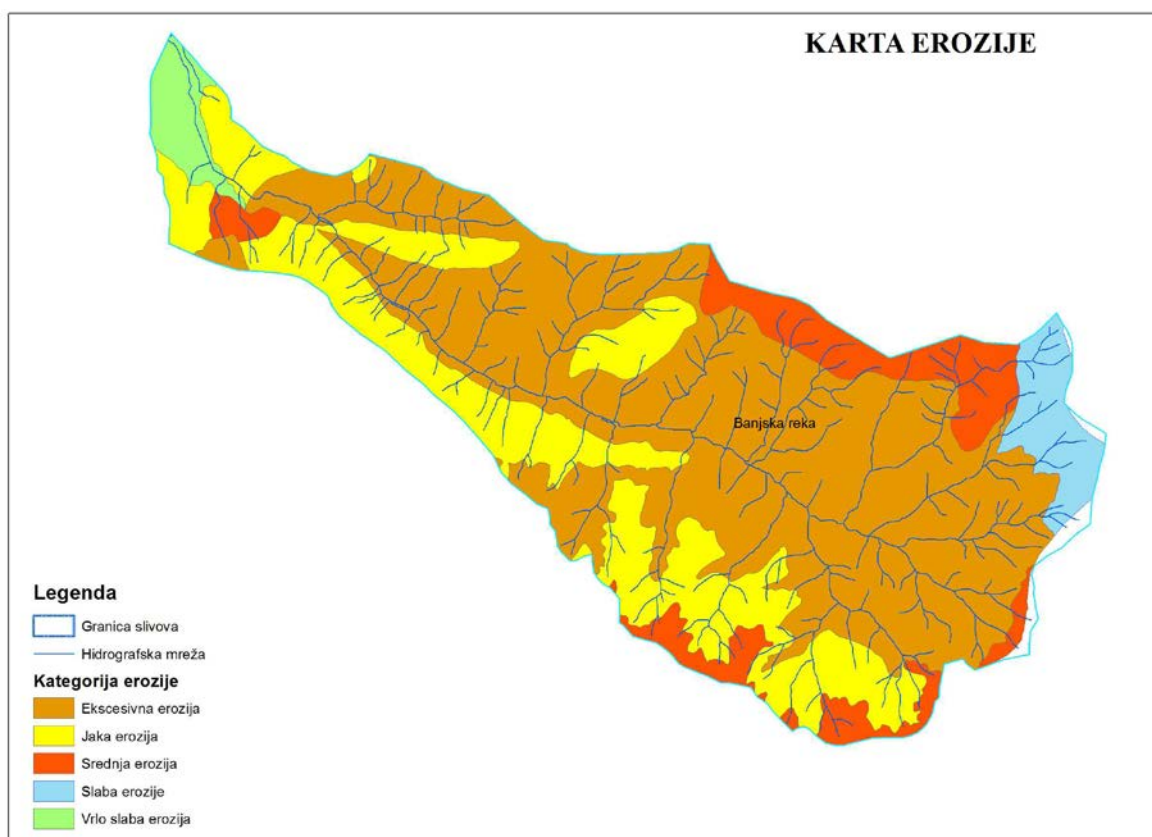 KARTA EROZIJE
Banjska reka
Legenda
Granica slivova
Hidrografska mreža
Kategorija erozije
Ekscesivna erozija
Jaka erozija
Srednja erozija
Slaba erozije
Vrlo slaba erozija